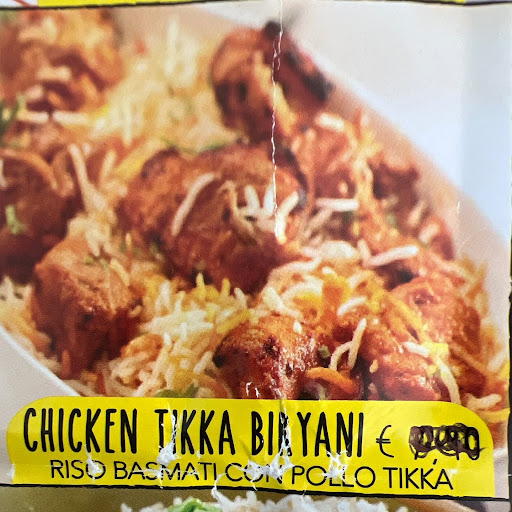 CHICKEN TIKKA BIRYANI €
RISO BASMATI CON POLLO TIKKA